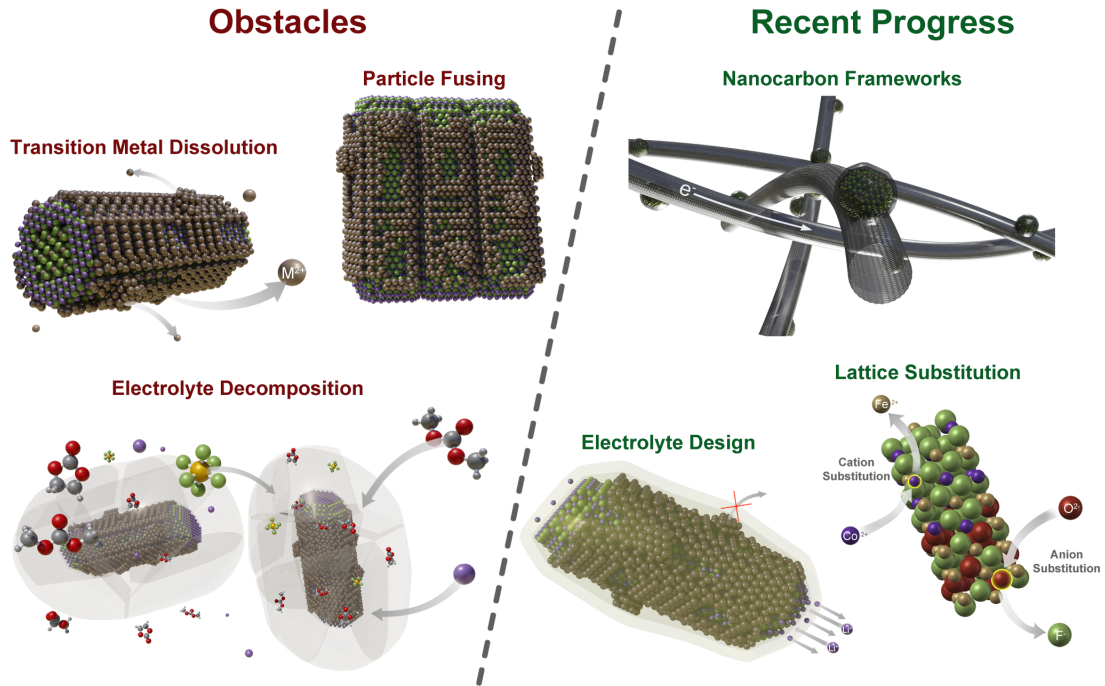 Obstacles
Recent Progress
Particle Fusing
Nanocarbon Frameworks
Transition Metal Dissolution
e-
M2+
Electrolyte Decomposition
Lattice Substitution
Fe2+
Electrolyte Design
Cation
Substitution
Co2+
O2-
Anion
Substitution
Li+
Li+
F-